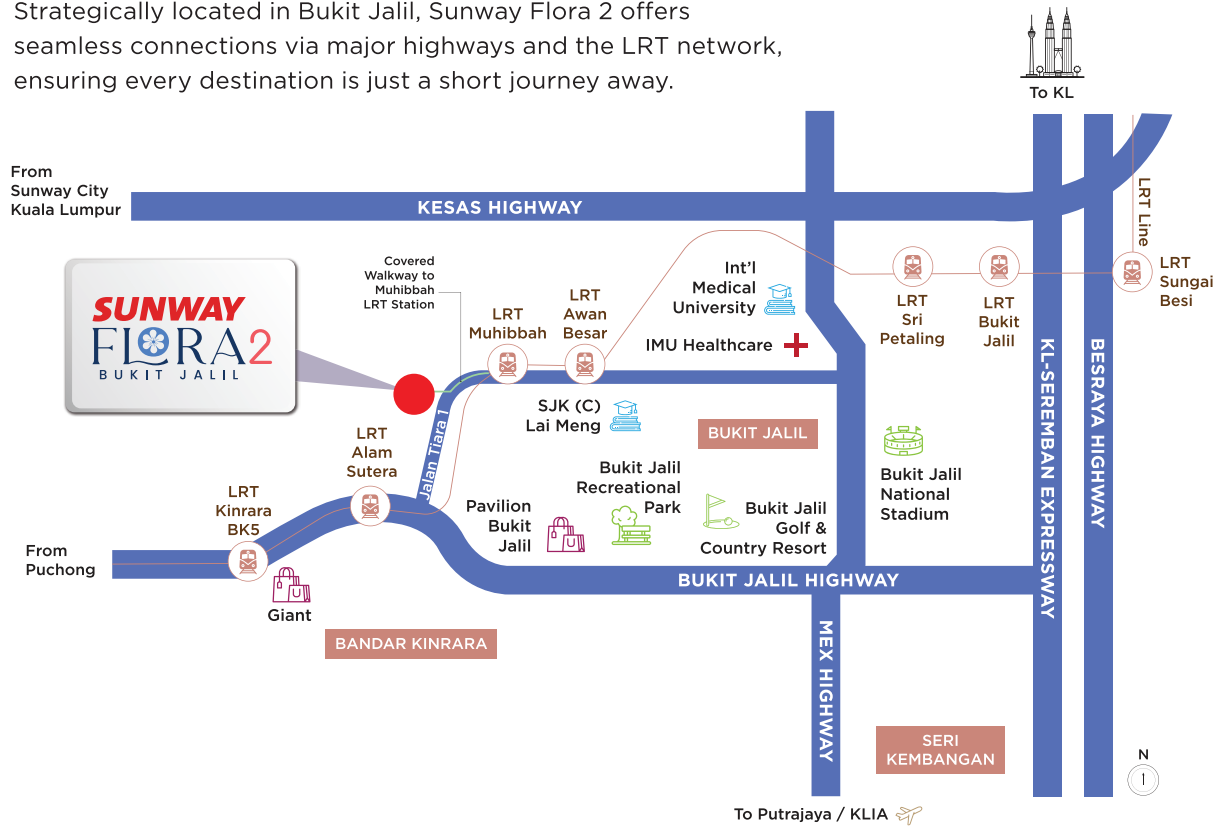 Strategically located in Bukit Jalil, Sunway Flora 2 offers
seamless connections via major highways and the LRT network,
ensuring every destination is just a short journey away.
To KL
From
Sunway City
Kuala Lumpur
KESAS HIGHWAY
LRT Line
Covered
Walkway to
Muhibbah
LRT Station
SUNWAY
FLORA 2
BUKIT JALIL
LRT
Muhibbah
LRT
Awan
Besar
Int'l
Medical
University
IMU Healthcare
LRT
Sri
Petaling
LRT
Bukit
Jalil
LRT
Sungai
Besi
KL-SEREMBAN EXPRESSWAY
BESRAYA HIGHWAY
SJK (C)
Lai Meng
BUKIT JALIL
Jalan Tiara 1
LRT
Alam
Sutera
LRT
Kinrara
BK5
Pavilion
Bukit
Jalil
Bukit Jalil
Recreational
Park
Bukit Jalil
Golf &
Country Resort
Bukit Jalil
National
Stadium
From
Puchong
Giant
BUKIT JALIL HIGHWAY
BANDAR KINRARA
MEX HIGHWAY
SERI
KEMBANGAN
N
1
To Putrajaya / KLIA